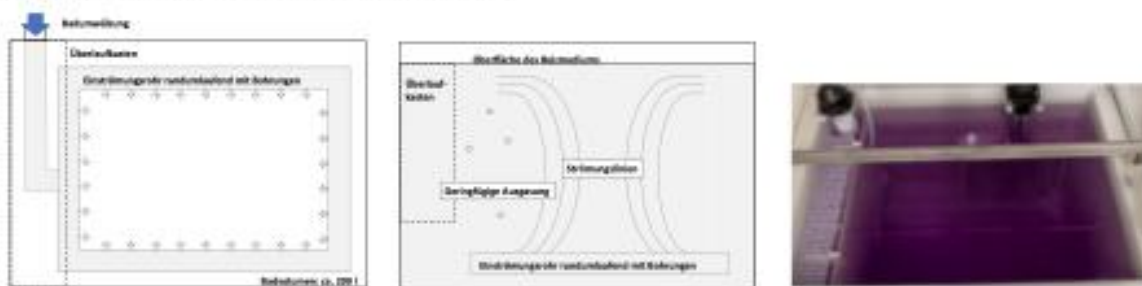 Badumwälzung
Überlaufkasten
Einströmungsrohr rundumlaufend mit Bohrungen
Badvolumen: ca. 200 l
Oberfläche des Beizmediums
Überlauf-
kasten
Strömungslinien
Geringfügige Ausgasung
Einströmungsrohr rundumlaufend mit Bohrungen